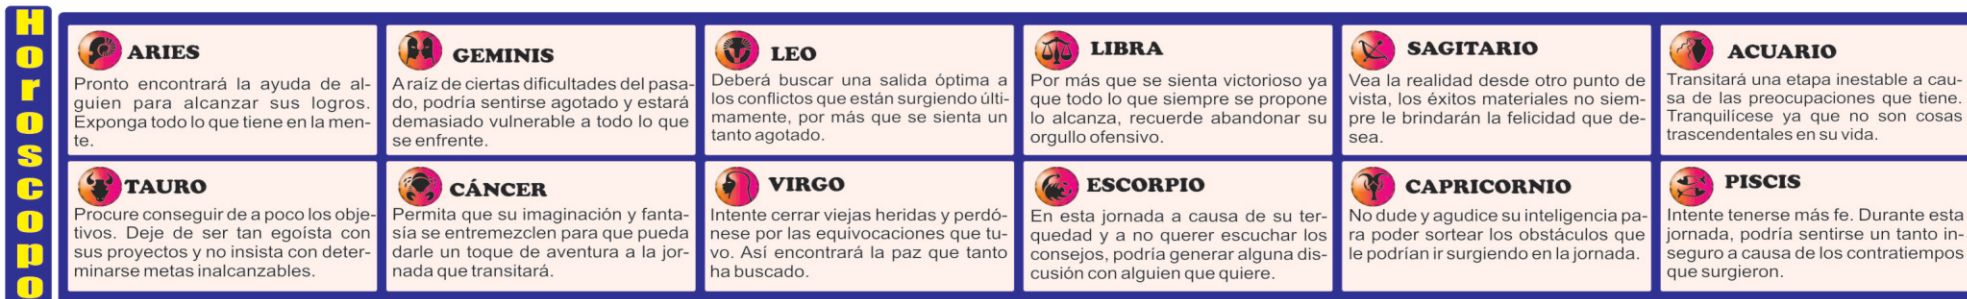 Horoscopo
ARIES
Pronto encontrará la ayuda de al-
guien para alcanzar sus logros.
Exponga todo lo que tiene en la men-
te.
TAURO
Procure conseguir de a poco los obje-
tivos. Deje de ser tan egoísta con
sus proyectos y no insista con deter-
minarse metas inalcanzables.
GEMINIS
A raíz de ciertas dificultades del pasa-
do, podría sentirse agotado y estará
demasiado vulnerable a todo lo que
se enfrente.
CÁNCER
Permita que su imaginación y fanta-
sía se entremezclen para que pueda
darle un toque de aventura a la jor-
nada que transitará.
LEO
Deberá buscar una salida óptima a
los conflictos que están surgiendo últi-
mamente, por más que se sienta un
tanto agotado.
VIRGO
Intente cerrar viejas heridas y perdó-
nese por las equivocaciones que tu-
vo. Así encontrará la paz que tanto
ha buscado.
LIBRA
Por más que se sienta victorioso ya
que todo lo que siempre se propone
lo alcanza, recuerde abandonar su
orgullo ofensivo.
ESCORPIO
En esta jornada a causa de su ter-
quedad y a no querer escuchar los
consejos, podría generar alguna dis-
cusión con alguien que quiere.
SAGITARIO
Vea la realidad desde otro punto de
vista, los éxitos materiales no siem-
pre le brindarán la felicidad que de-
sea.
CAPRICORNIO
No dude y agudice su inteligencia pa-
ra poder sortear los obstáculos que
le podrían ir surgiendo en la jornada.
ACUARIO
Transitará una etapa inestable a cau-
sa de las preocupaciones que tiene.
Tranquilícese ya que no son cosas
trascendentales en su vida.
PISCIS
Intente tenerse más fe. Durante esta
jornada, podría sentirse un tanto in-
seguro a causa de los contratiempos
que surgieron.